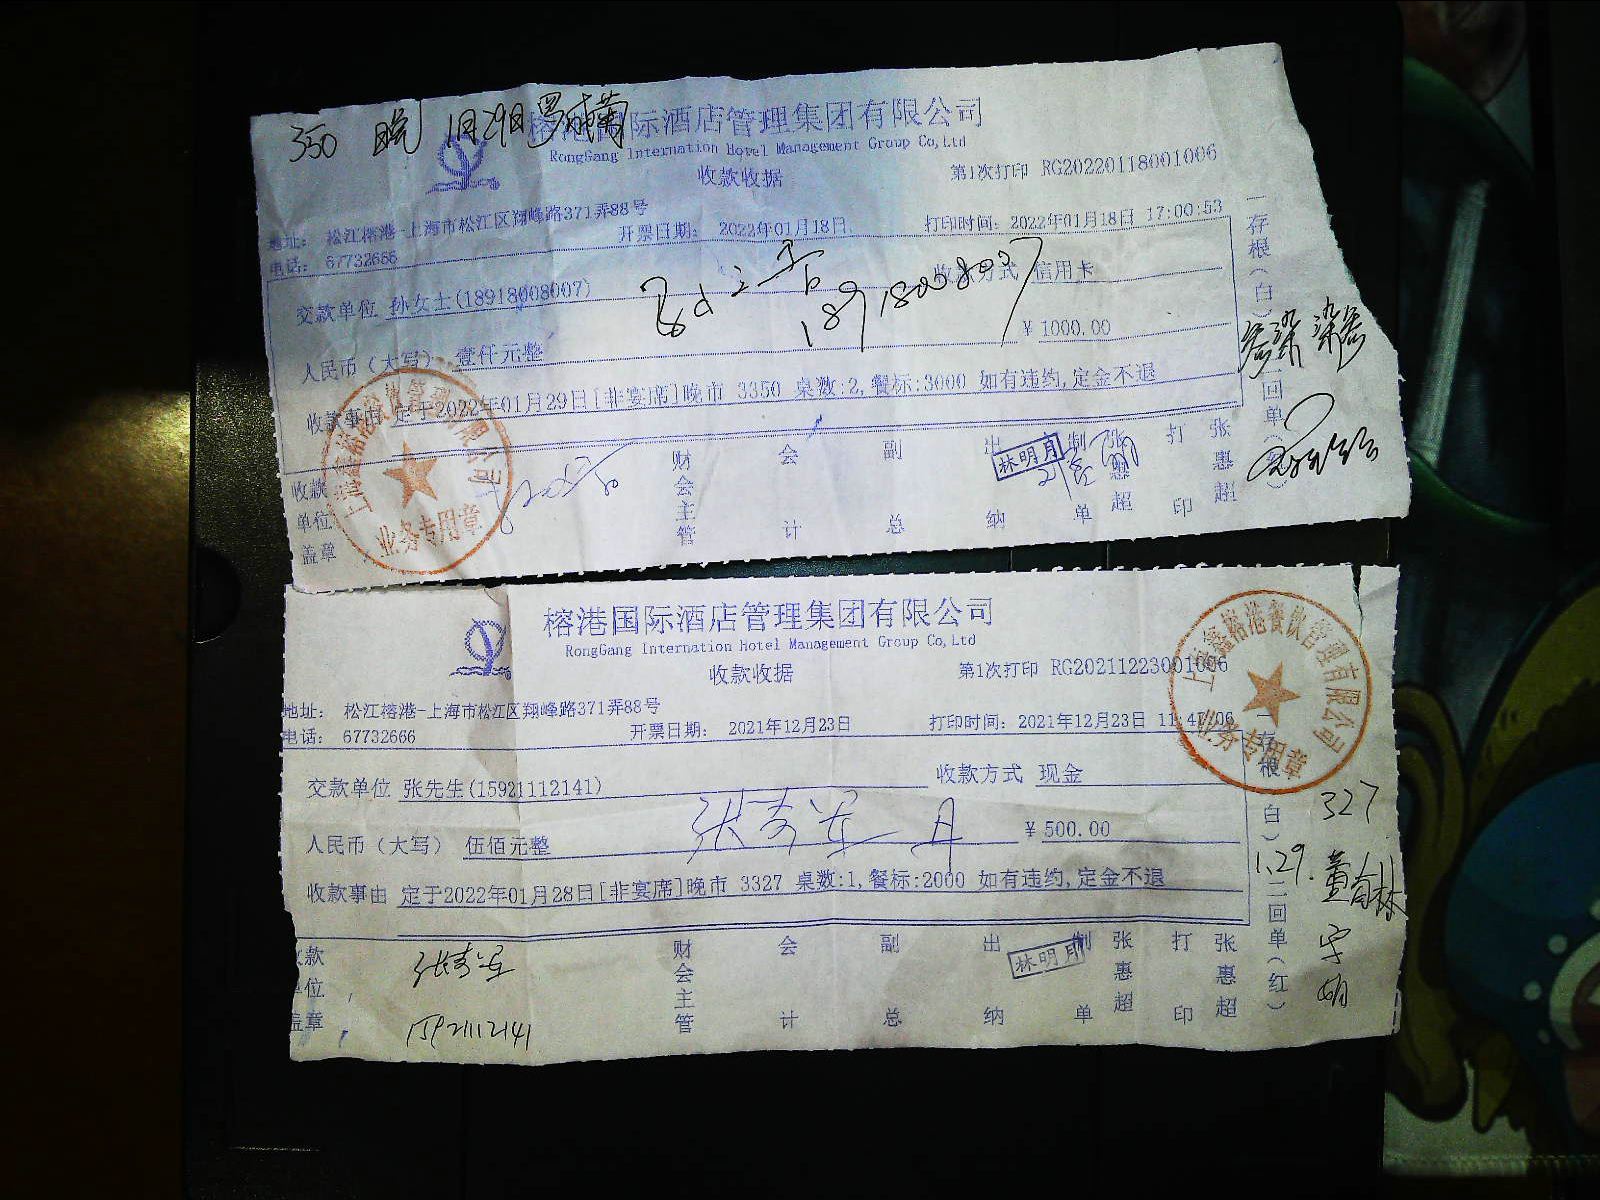 350 晚 1月29日
榕港国际酒店管理集团有限公司
RongGang International Hotel Management Group Co,Ltd
收款收据
第1次打印 RG20220118001006
地址： 松江榕港-上海市松江区翔峰路371弄88号
电话： 67732666
开票日期： 2022年01月18日
打印时间： 2022年01月18日 17:00:53
交款单位 孙女士(18918008007)
收款方式 信用卡
18918008007
人民币（大写） 壹仟元整
￥ 1000.00
收款事由 定于2022年01月29日[非宴席]晚市 3350 桌数:2,餐标:3000 如有违约,定金不退
收款单位盖章
财会主管
会计
副总
出纳
林明月
制单
张惠超
打印
张惠超
一存根(白)
二回单(红)
业务专用章
榕港国际酒店管理集团有限公司
RongGang International Hotel Management Group Co,Ltd
收款收据
第1次打印 RG20211223001006
地址： 松江榕港-上海市松江区翔峰路371弄88号
电话： 67732666
开票日期： 2021年12月23日
打印时间： 2021年12月23日 11:47:06
交款单位 张先生(15921112141)
收款方式 现金
人民币（大写） 伍佰元整
￥ 500.00
收款事由 定于2022年01月28日[非宴席]晚市 3327 桌数:1,餐标:2000 如有违约,定金不退
收款单位盖章
15921112141
财会主管
会计
副总
出纳
林明月
制单
张惠超
打印
张惠超
一存根(白)
二回单(红)
上海鑫榕港餐饮管理有限公司
业务专用章
327
1.29.